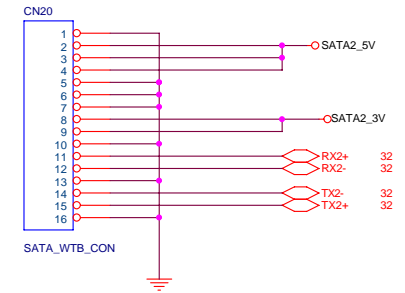 CN20
1
2
SATA2_5V
3
4
5
6
7
8
SATA2_3V
9
10
11 RX2+ 32
12 RX2- 32
13
14 TX2- 32
15 TX2+ 32
16
SATA_WTB_CON